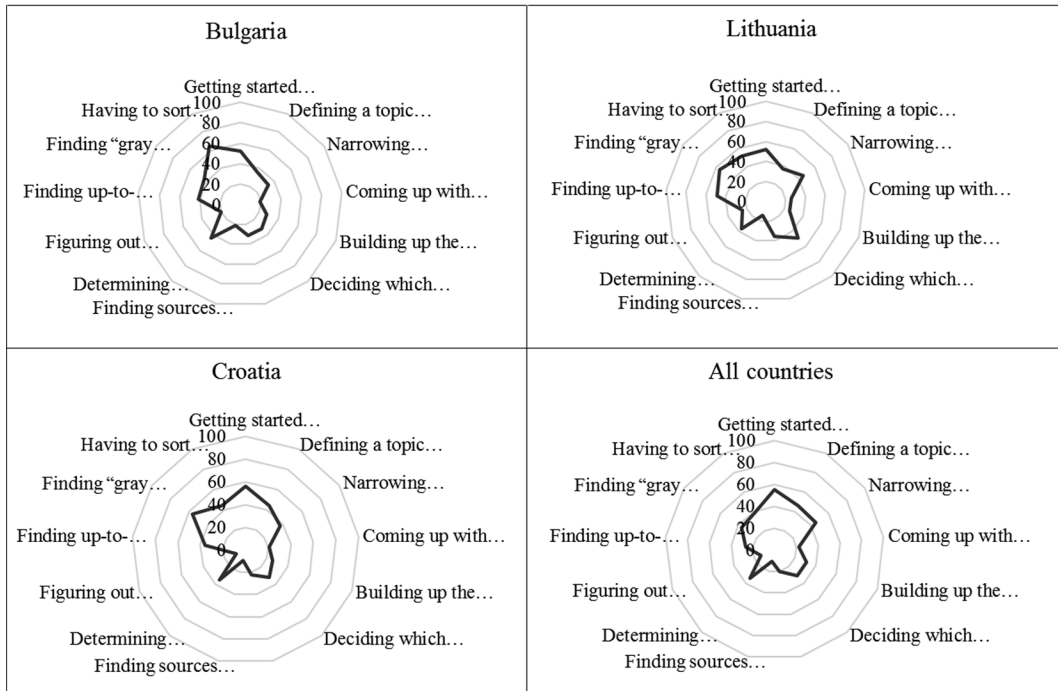 Bulgaria
Getting started…
Defining a topic…
Narrowing…
Coming up with…
Building up the…
Deciding which…
Finding sources…
Determining…
Figuring out…
Finding up-to-…
Finding “gray…
Having to sort…
100
80
60
40
20
0
Lithuania
Getting started…
Defining a topic…
Narrowing…
Coming up with…
Building up the…
Deciding which…
Finding sources…
Determining…
Figuring out…
Finding up-to-…
Finding “gray…
Having to sort…
100
80
60
40
20
0
Croatia
Getting started…
Defining a topic…
Narrowing…
Coming up with…
Building up the…
Deciding which…
Finding sources…
Determining…
Figuring out…
Finding up-to-…
Finding “gray…
Having to sort…
100
80
60
40
20
0
All countries
Getting started…
Defining a topic…
Narrowing…
Coming up with…
Building up the…
Deciding which…
Finding sources…
Determining…
Figuring out…
Finding up-to-…
Finding “gray…
Having to sort…
100
80
60
40
20
0